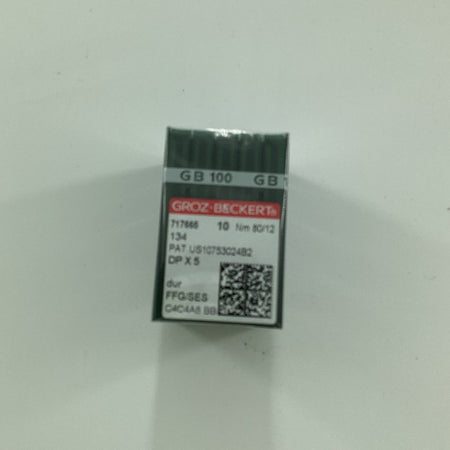 GB 100 GB
GROZ-BECKERT®
717665 10 Nm 80/12
134
PAT. US10753024B2
DP X 5
dur
FFG/SES
C4C4A8 BB